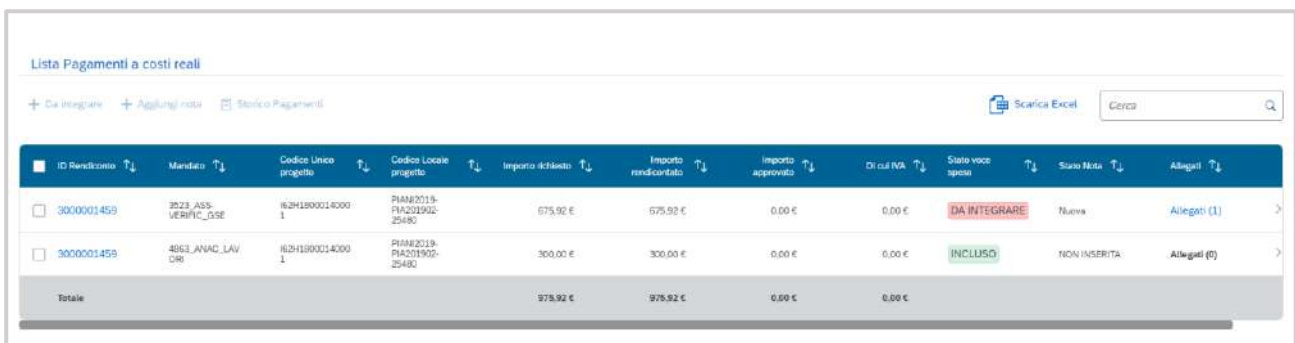 Lista Pagamenti a costi reali
Da integrare Aggiungi nota Storico Pagamenti Scarica Excel Cerca
ID Rendiconto Mandato Codice Unico progetto Codice Locale progetto Importo richiesto Importo rendicontato Importo approvato Di cui IVA Stato voce spesa Stato Nota Allegati
3000001459 3523_ASS-VERIFIC_GSE I62H18000140001 PIANI2019-PIA201902-25480 675,92 € 675,92 € 0,00 € 0,00 € DA INTEGRARE Nuova Allegati (1)
3000001459 4863_ANAC_LAVORI I62H18000140001 PIANI2019-PIA201902-25480 300,00 € 300,00 € 0,00 € 0,00 € INCLUSO NON INSERITA Allegati (0)
Totale 975,92 € 975,92 € 0,00 € 0,00 €